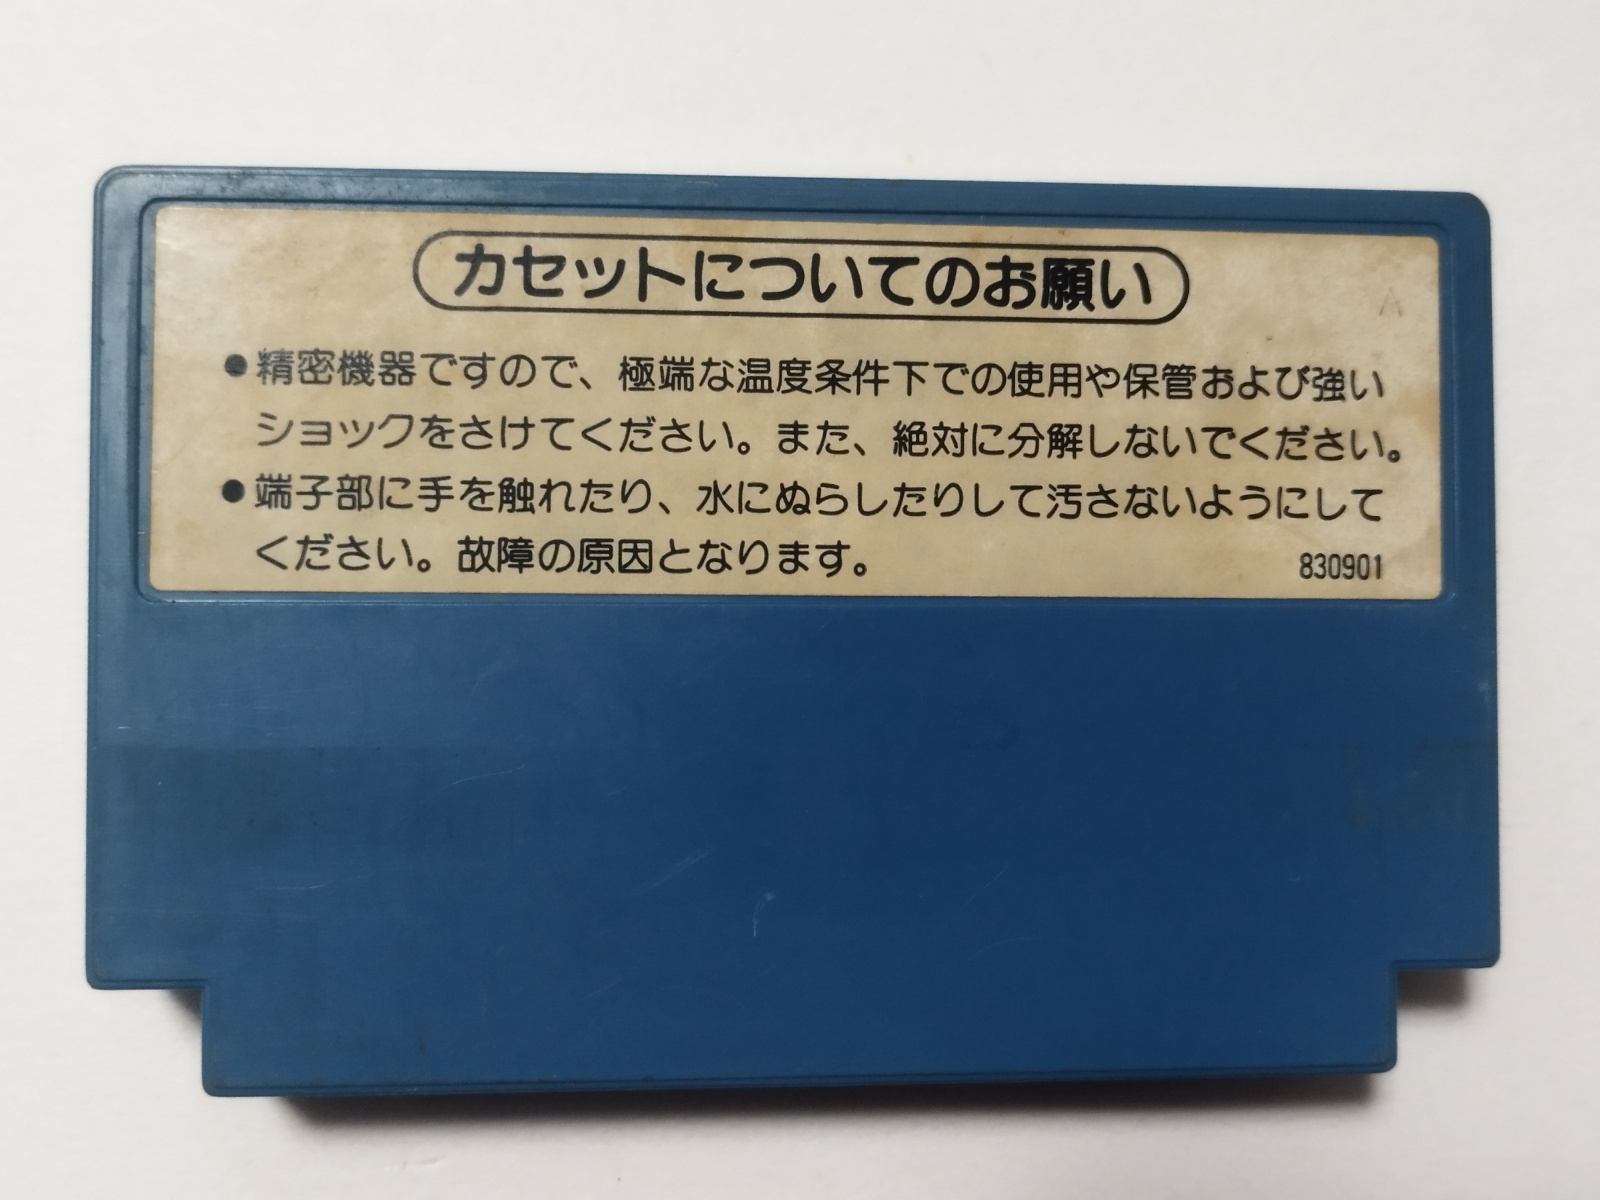 カセットについてのお願い
●精密機器ですので、極端な温度条件下での使用や保管および強い
ショックをさけてください。また、絶対に分解しないでください。
●端子部に手を触れたり、水にぬらしたりして汚さないようにして
ください。故障の原因となります。
830901